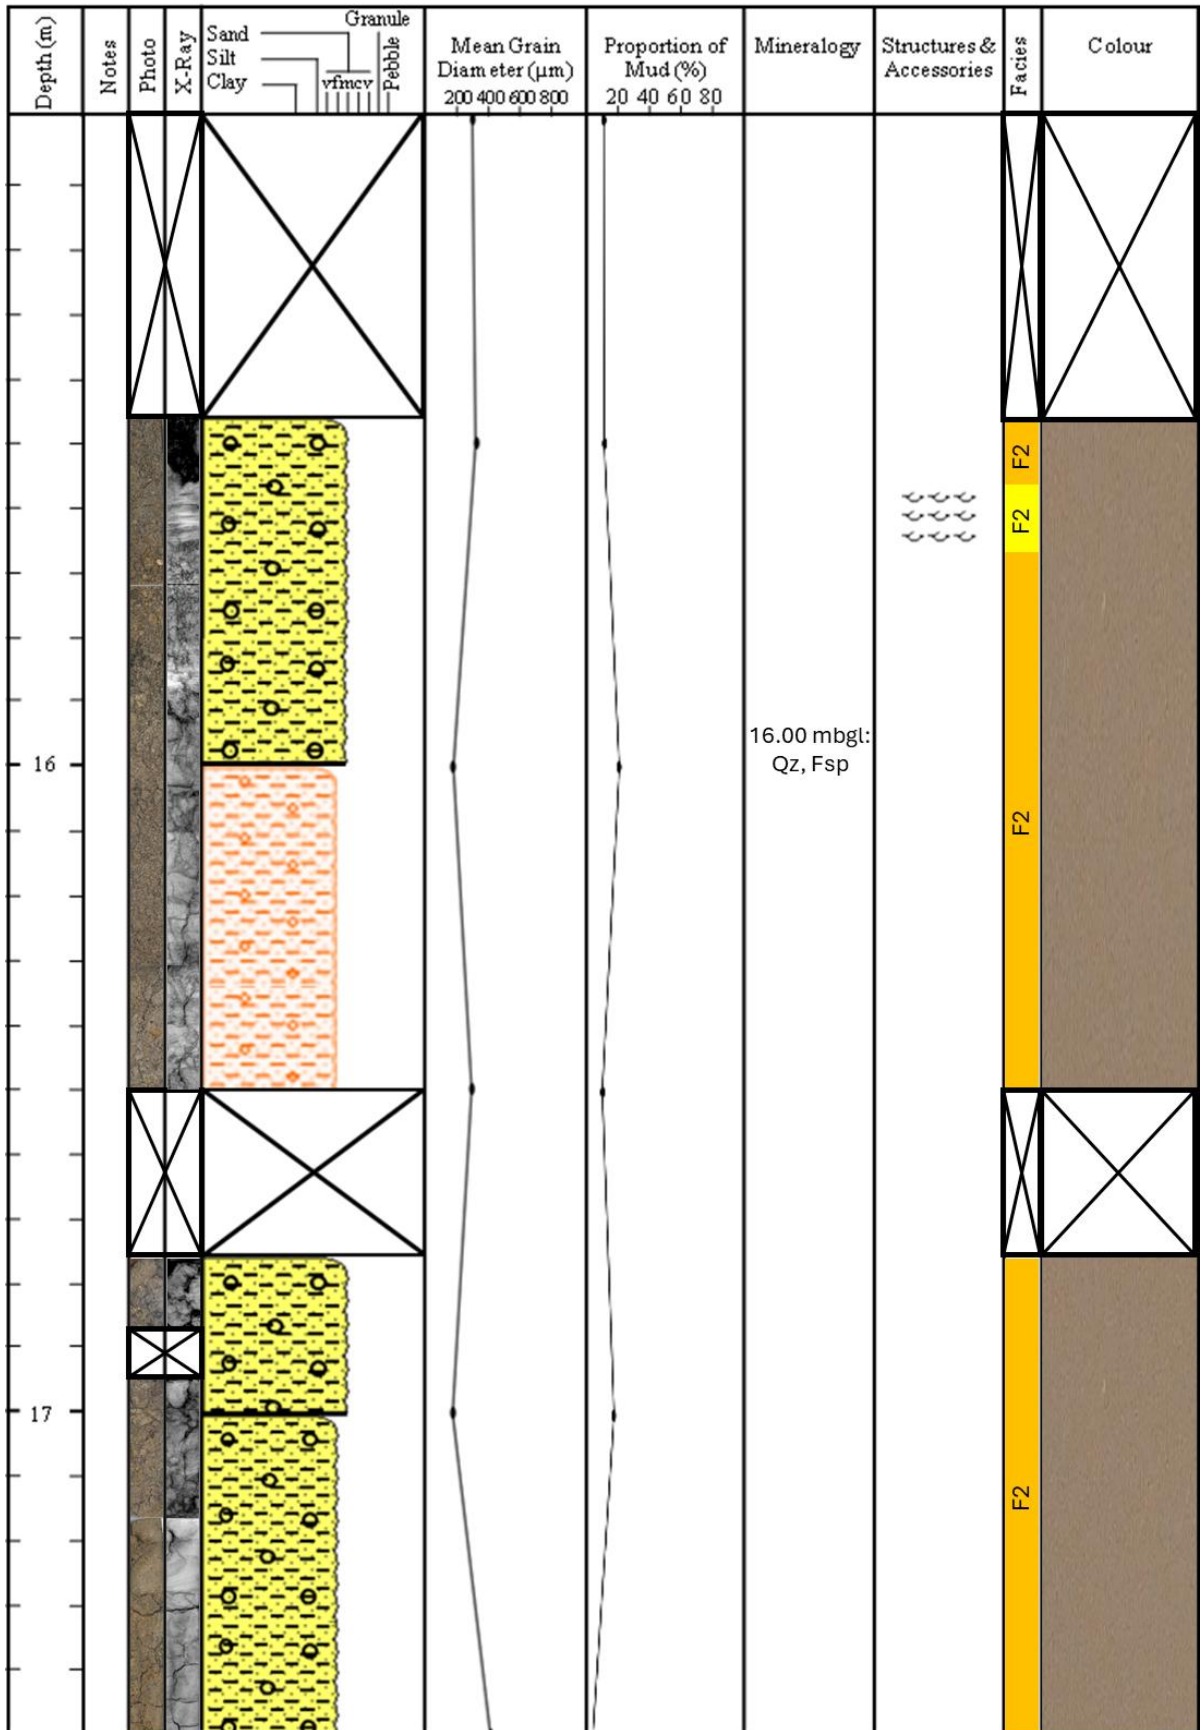 Depth (m)
Notes
Photo
X-Ray
Granule
Sand
Silt
Clay
vfmcv
Pebble
Mean Grain
Diameter (µm)
200 400 600 800
Proportion of
Mud (%)
20 40 60 80
Mineralogy
Structures &
Accessories
Facies
Colour
F2
F2
16
16.00 mbgl:
Qz, Fsp
F2
17
F2